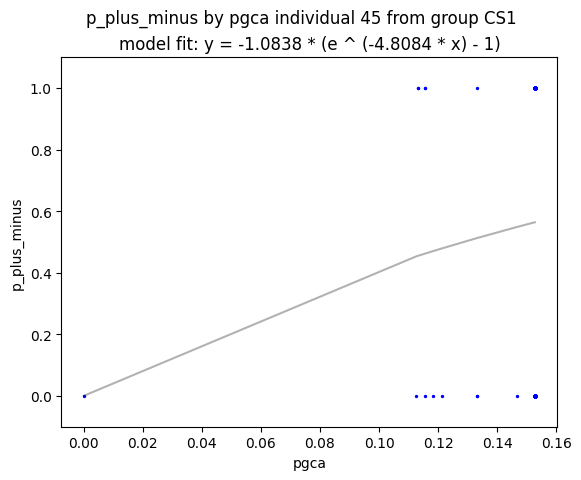 p_plus_minus by pgca individual 45 from group CS1
model fit: y = -1.0838 * (e ^ (-4.8084 * x) - 1)
1.0
0.8
0.6
0.4
0.2
0.0
p_plus_minus
0.00 0.02 0.04 0.06 0.08 0.10 0.12 0.14 0.16
pgca